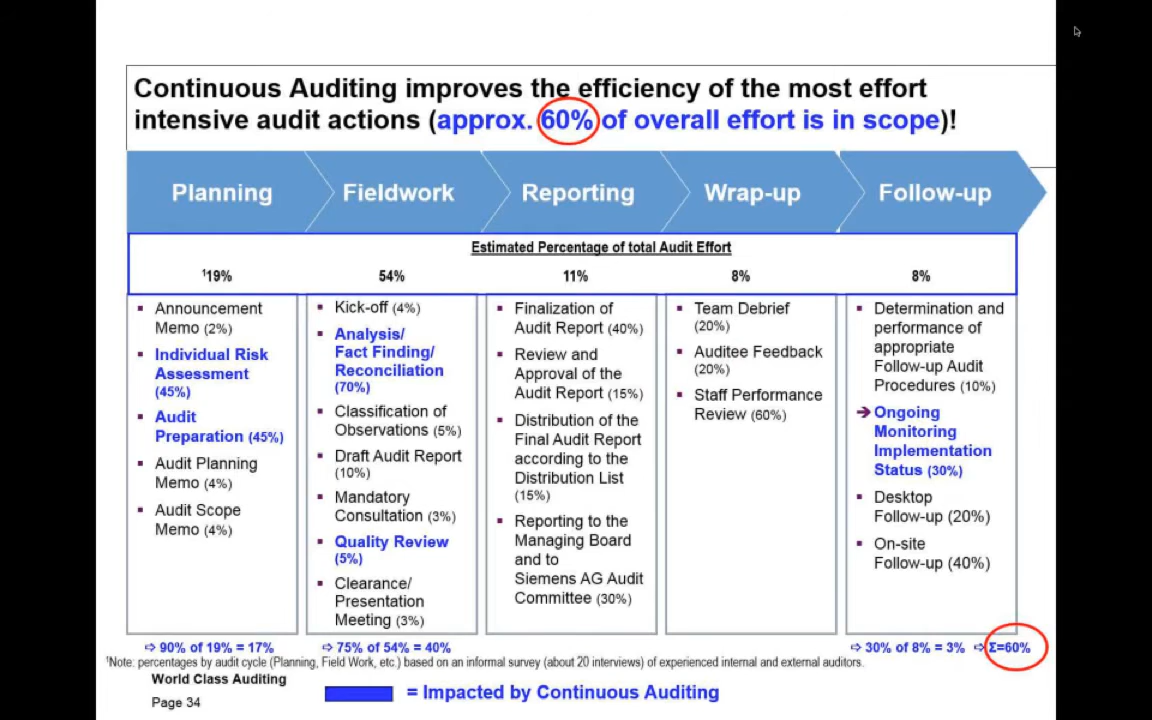 Continuous Auditing improves the efficiency of the most effort
intensive audit actions (approx. 60% of overall effort is in scope)!
Planning
Fieldwork
Reporting
Wrap-up
Follow-up
Estimated Percentage of total Audit Effort
¹19%
54%
11%
8%
8%
▪ Announcement
Memo (2%)
▪ Individual Risk
Assessment
(45%)
▪ Audit
Preparation (45%)
▪ Audit Planning
Memo (4%)
▪ Audit Scope
Memo (4%)
▪ Kick-off (4%)
▪ Analysis/
Fact Finding/
Reconciliation
(70%)
▪ Classification of
Observations (5%)
▪ Draft Audit Report
(10%)
▪ Mandatory
Consultation (3%)
▪ Quality Review
(5%)
▪ Clearance/
Presentation
Meeting (3%)
▪ Finalization of
Audit Report (40%)
▪ Review and
Approval of the
Audit Report (15%)
▪ Distribution of the
Final Audit Report
according to the
Distribution List
(15%)
▪ Reporting to the
Managing Board
and to
Siemens AG Audit
Committee (30%)
▪ Team Debrief
(20%)
▪ Auditee Feedback
(20%)
▪ Staff Performance
Review (60%)
▪ Determination and
performance of
appropriate
Follow-up Audit
Procedures (10%)
➔ Ongoing
Monitoring
Implementation
Status (30%)
▪ Desktop
Follow-up (20%)
▪ On-site
Follow-up (40%)
⇨ 90% of 19% = 17%
⇨ 75% of 54% = 40%
⇨ 30% of 8% = 3% ⇨ Σ=60%
¹Note: percentages by audit cycle (Planning, Field Work, etc.) based on an informal survey (about 20 interviews) of experienced internal and external auditors.
World Class Auditing
Page 34
= Impacted by Continuous Auditing